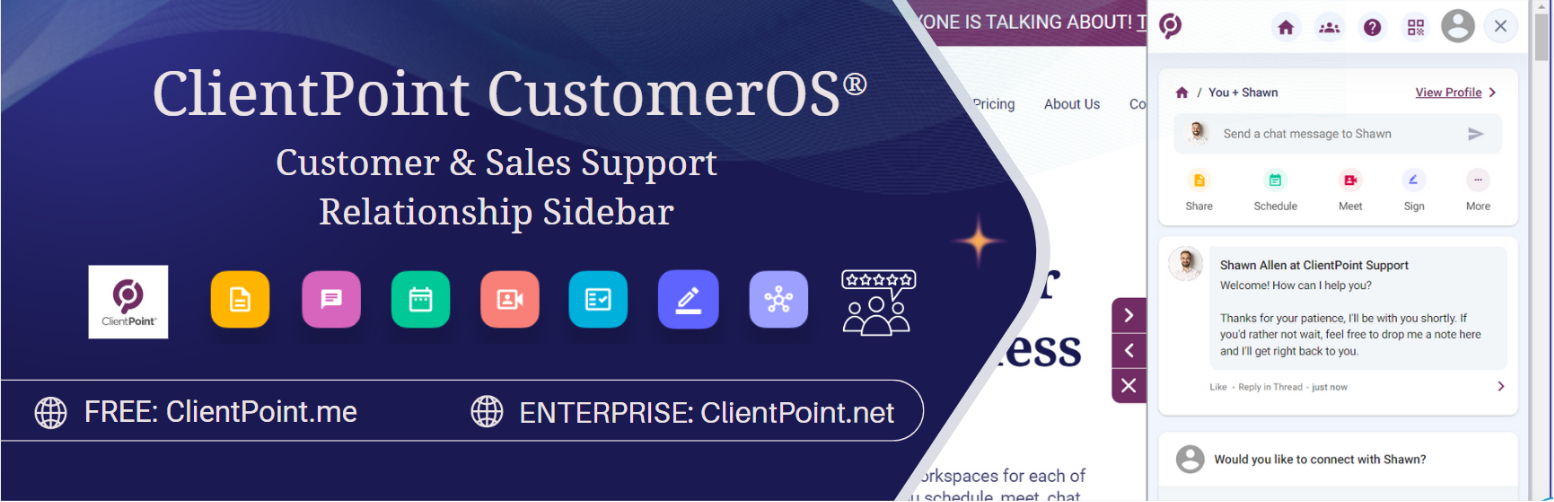 ClientPoint CustomerOS®
Customer & Sales Support
Relationship Sidebar
ClientPoint®
FREE: ClientPoint.me
ENTERPRISE: ClientPoint.net
IS TALKING ABOUT!
Pricing
About Us
workspaces for each of
schedule, meet, chat
/ You + Shawn
View Profile
Send a chat message to Shawn
Share
Schedule
Meet
Sign
More
Shawn Allen at ClientPoint Support
Welcome! How can I help you?
Thanks for your patience, I'll be with you shortly. If
you'd rather not wait, feel free to drop me a note here
and I'll get right back to you.
Like - Reply in Thread - just now
Would you like to connect with Shawn?